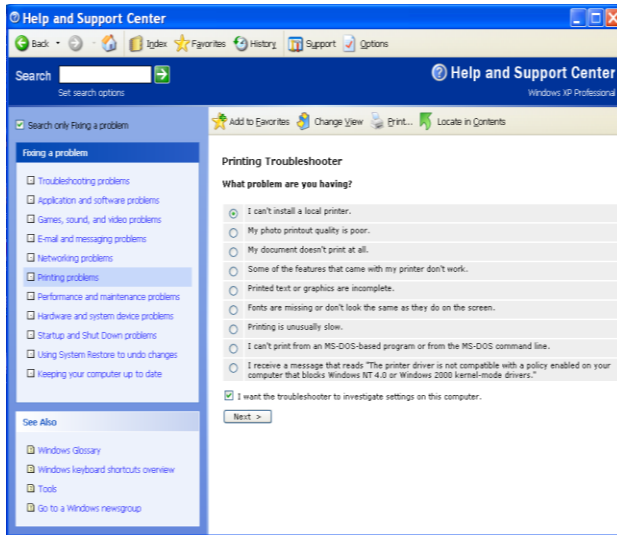 Help and Support Center
Back
Index
Favorites
History
Support
Options
Search
Set search options
Help and Support Center
Windows XP Professional
Search only Fixing a problem
Fixing a problem
Troubleshooting problems
Application and software problems
Games, sound, and video problems
E-mail and messaging problems
Networking problems
Printing problems
Performance and maintenance problems
Hardware and system device problems
Startup and Shut Down problems
Using System Restore to undo changes
Keeping your computer up to date
See Also
Windows Glossary
Windows keyboard shortcuts overview
Tools
Go to a Windows newsgroup
Add to Favorites
Change View
Print...
Locate in Contents
Printing Troubleshooter
What problem are you having?
I can't install a local printer.
My photo printout quality is poor.
My document doesn't print at all.
Some of the features that came with my printer don't work.
Printed text or graphics are incomplete.
Fonts are missing or don't look the same as they do on the screen.
Printing is unusually slow.
I can't print from an MS-DOS-based program or from the MS-DOS command line.
I receive a message that reads "The printer driver is not compatible with a policy enabled on your
computer that blocks Windows NT 4.0 or Windows 2000 kernel-mode drivers."
I want the troubleshooter to investigate settings on this computer.
Next >